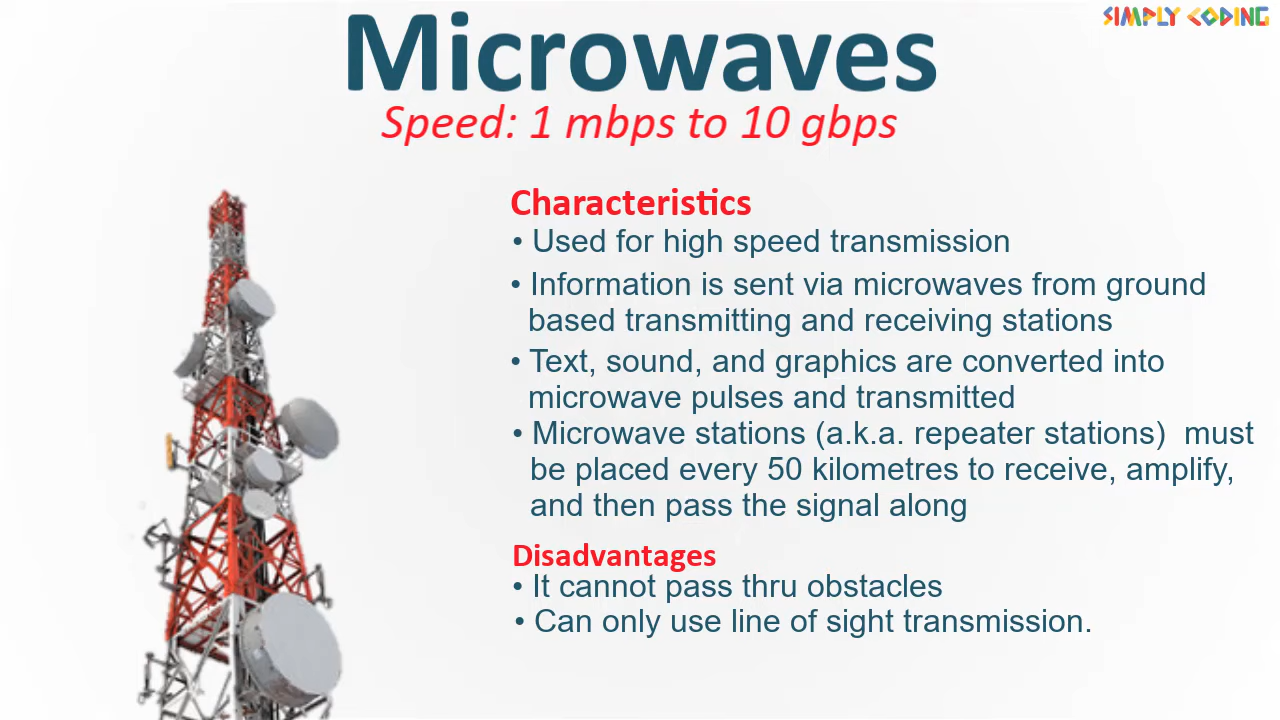 SIMPLY CODING
Microwaves
Speed: 1 mbps to 10 gbps
Characteristics
• Used for high speed transmission
• Information is sent via microwaves from ground
based transmitting and receiving stations
• Text, sound, and graphics are converted into
microwave pulses and transmitted
• Microwave stations (a.k.a. repeater stations)  must
be placed every 50 kilometres to receive, amplify,
and then pass the signal along
Disadvantages
• It cannot pass thru obstacles
• Can only use line of sight transmission.